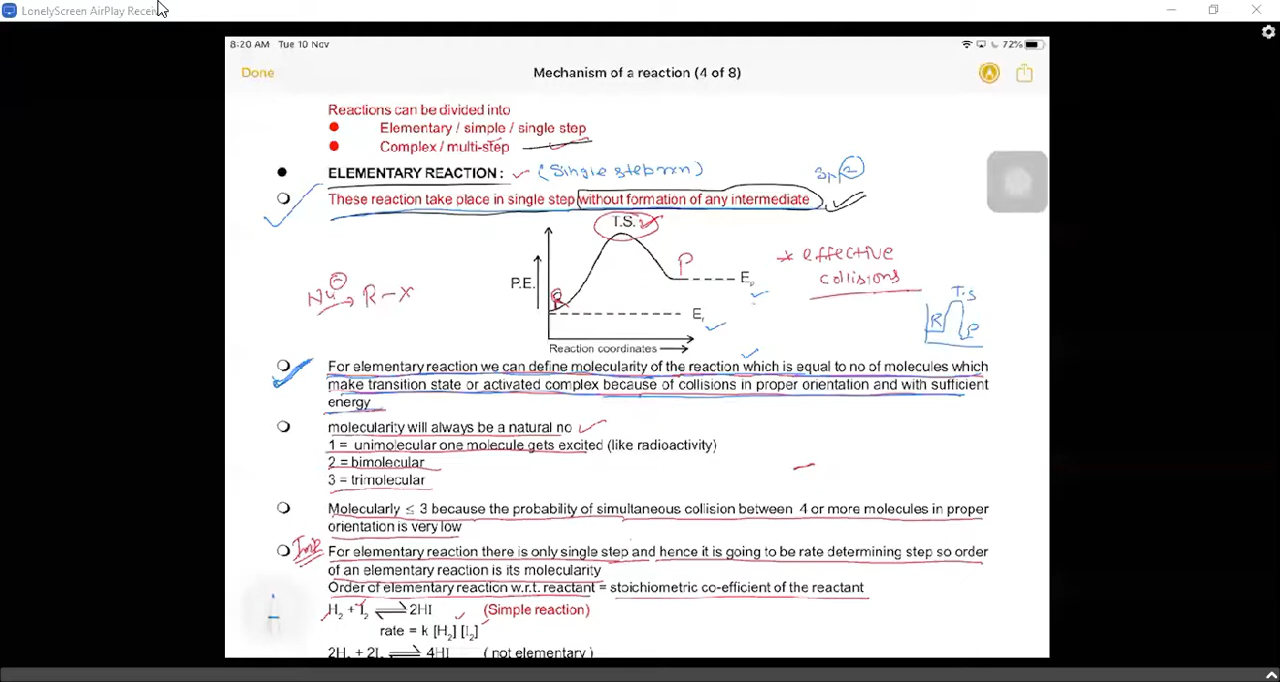 LonelyScreen AirPlay Receiv
8:20 AM Tue 10 Nov
72%
Done
Mechanism of a reaction (4 of 8)
Reactions can be divided into
Elementary / simple / single step
Complex / multi-step
ELEMENTARY REACTION : (Single step rxn)
These reaction take place in single step without formation of any intermediate
T.S.
P
P.E.
R
Nu⊖ R-X
* effective
collisions
T.S
R
P
Reaction coordinates
For elementary reaction we can define molecularity of the reaction which is equal to no of molecules which
make transition state or activated complex because of collisions in proper orientation and with sufficient
energy
molecularity will always be a natural no
1 = unimolecular one molecule gets excited (like radioactivity)
2 = bimolecular
3 = trimolecular
Molecularly ≤ 3 because the probability of simultaneous collision between 4 or more molecules in proper
orientation is very low
Imp
For elementary reaction there is only single step and hence it is going to be rate determining step so order
of an elementary reaction is its molecularity
Order of elementary reaction w.r.t. reactant = stoichiometric co-efficient of the reactant
H₂ + I₂ ⇌ 2HI (Simple reaction)
rate = k [H₂] [I₂]
4HI ( not elementary )